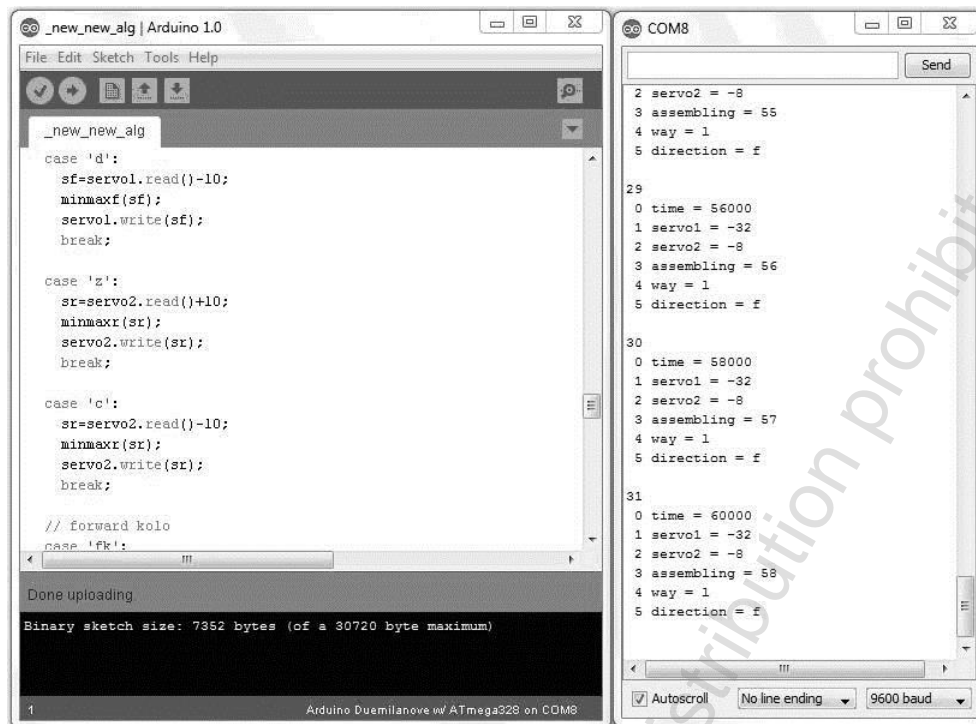 _new_new_alg | Arduino 1.0
File Edit Sketch Tools Help
_new_new_alg
case 'd':
sf=servo1.read()-10;
minmaxf(sf);
servo1.write(sf);
break;
case 'z':
sr=servo2.read()+10;
minmaxr(sr);
servo2.write(sr);
break;
case 'c':
sr=servo2.read()-10;
minmaxr(sr);
servo2.write(sr);
break;
// forward kolo
case 'fk':
Done uploading.
Binary sketch size: 7352 bytes (of a 30720 byte maximum)
1
Arduino Duemilanove w/ ATmega328 on COM8
COM8
Send
2 servo2 = -8
3 assembling = 55
4 way = 1
5 direction = f
29
0 time = 56000
1 servo1 = -32
2 servo2 = -8
3 assembling = 56
4 way = 1
5 direction = f
30
0 time = 58000
1 servo1 = -32
2 servo2 = -8
3 assembling = 57
4 way = 1
5 direction = f
31
0 time = 60000
1 servo1 = -32
2 servo2 = -8
3 assembling = 58
4 way = 1
5 direction = f
Autoscroll
No line ending
9600 baud